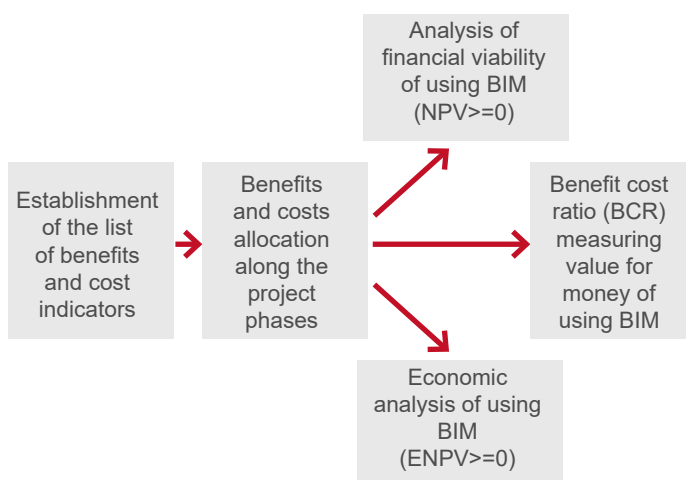 Establishment
of the list
of benefits
and cost
indicators
Benefits
and costs
allocation
along the
project
phases
Analysis of
financial viability
of using BIM
(NPV>=0)
Benefit cost
ratio (BCR)
measuring
value for
money of
using BIM
Economic
analysis of using
BIM
(ENPV>=0)